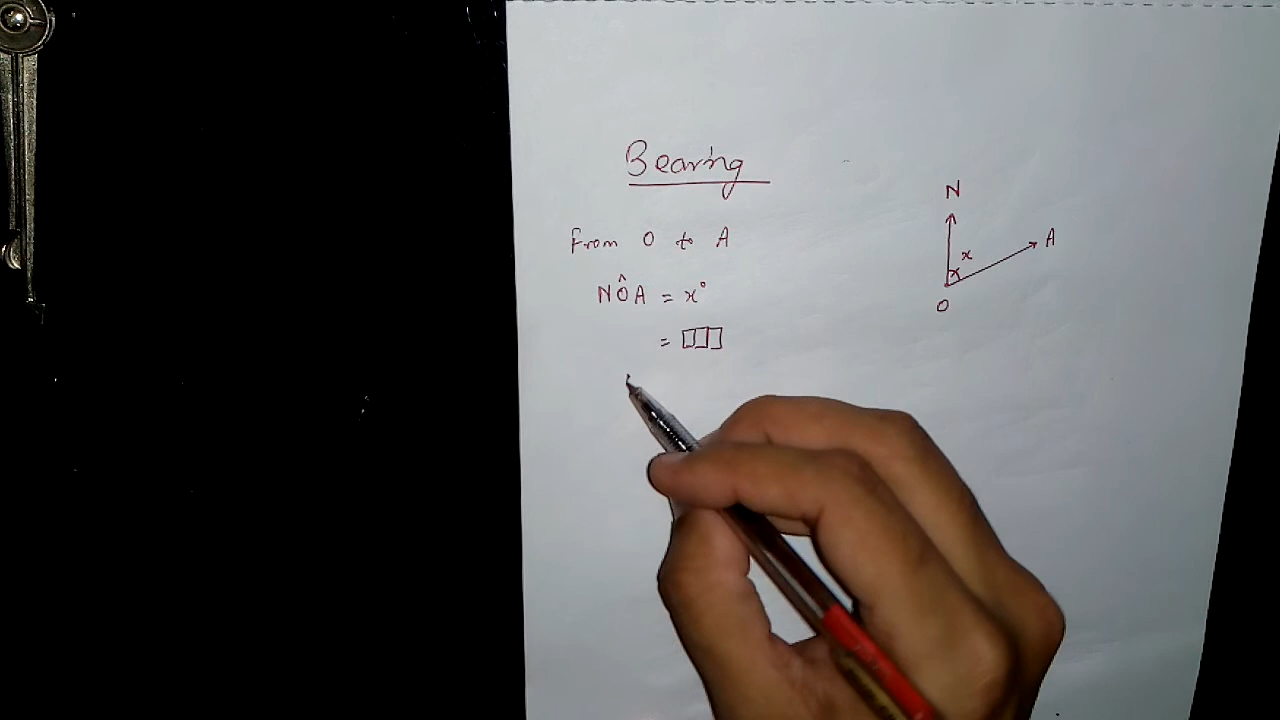 Bearing
From O to A
NÔA = x°
= □□□
N
x
A
x
O